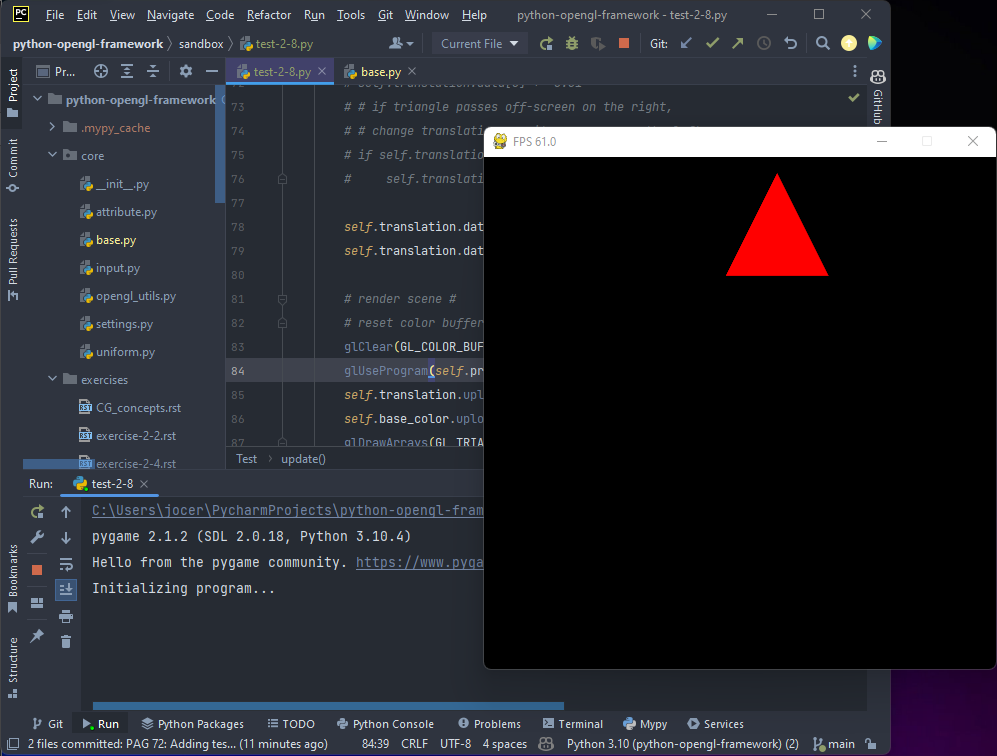 PC File Edit View Navigate Code Refactor Run Tools Git Window Help python-opengl-framework - test-2-8.py
python-opengl-framework sandbox test-2-8.py Current File Git:
Project
Commit
Pull Requests
Bookmarks
Structure
Pr...
test-2-8.py base.py
GitHub
python-opengl-framework
.mypy_cache
core
__init__.py
attribute.py
base.py
input.py
opengl_utils.py
settings.py
uniform.py
exercises
CG_concepts.rst
exercise-2-2.rst
exercise-2-4.rst
73 # # if triangle passes off-screen on the right,
74 # # change translation
75 # if self.translatio
76 # self.translati
77
78 self.translation.dat
79 self.translation.dat
80
81 # render scene #
82 # reset color buffer
83 glClear(GL_COLOR_BUF
84 glUseProgram(self.pr
85 self.translation.upl
86 self.base_color.uplo
87 glDrawArrays(GL_TRIA
Test update()
FPS 61.0
Run: test-2-8
C:\Users\jocer\PycharmProjects\python-opengl-fram
pygame 2.1.2 (SDL 2.0.18, Python 3.10.4)
Hello from the pygame community. https://www.pyga
Initializing program...
Git Run Python Packages TODO Python Console Problems Terminal Mypy Services
2 files committed: PAG 72: Adding tes... (11 minutes ago) 84:39 CRLF UTF-8 4 spaces Python 3.10 (python-opengl-framework) (2) main